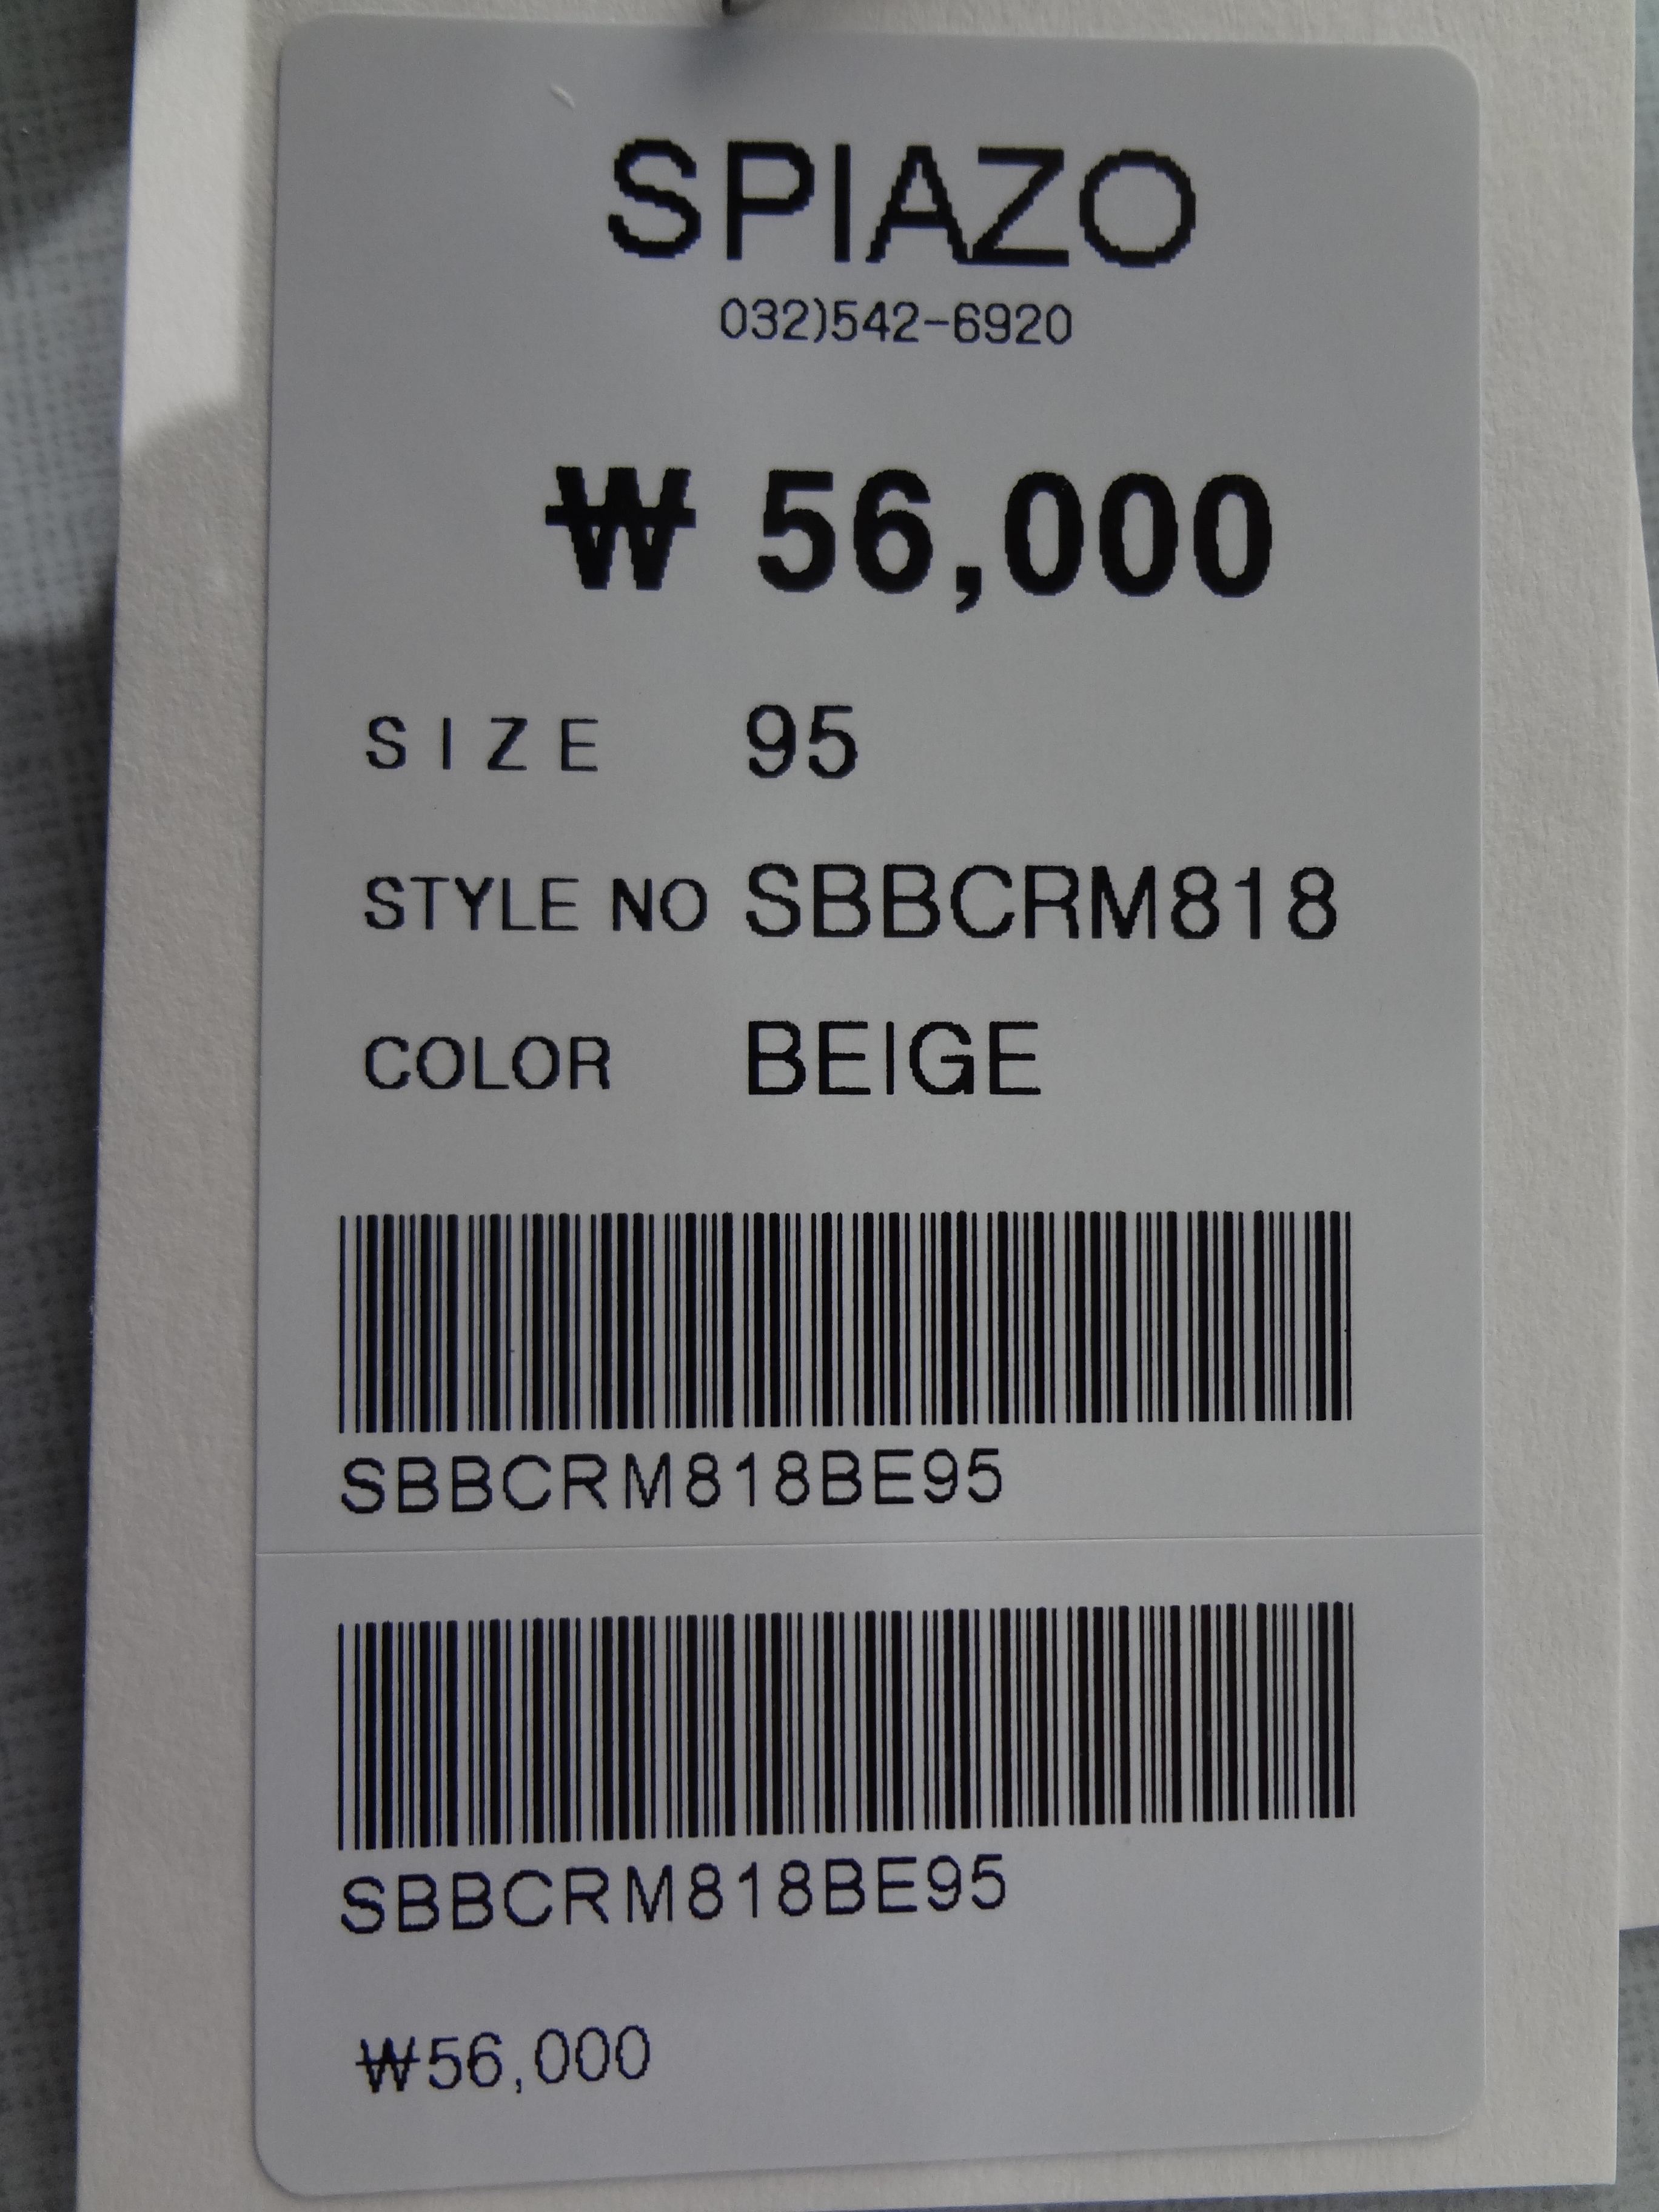 SPIAZO
032)542-6920
₩ 56,000
SIZE 95
STYLE NO SBBCRM818
COLOR BEIGE
SBBCRM818BE95
SBBCRM818BE95
₩56,000